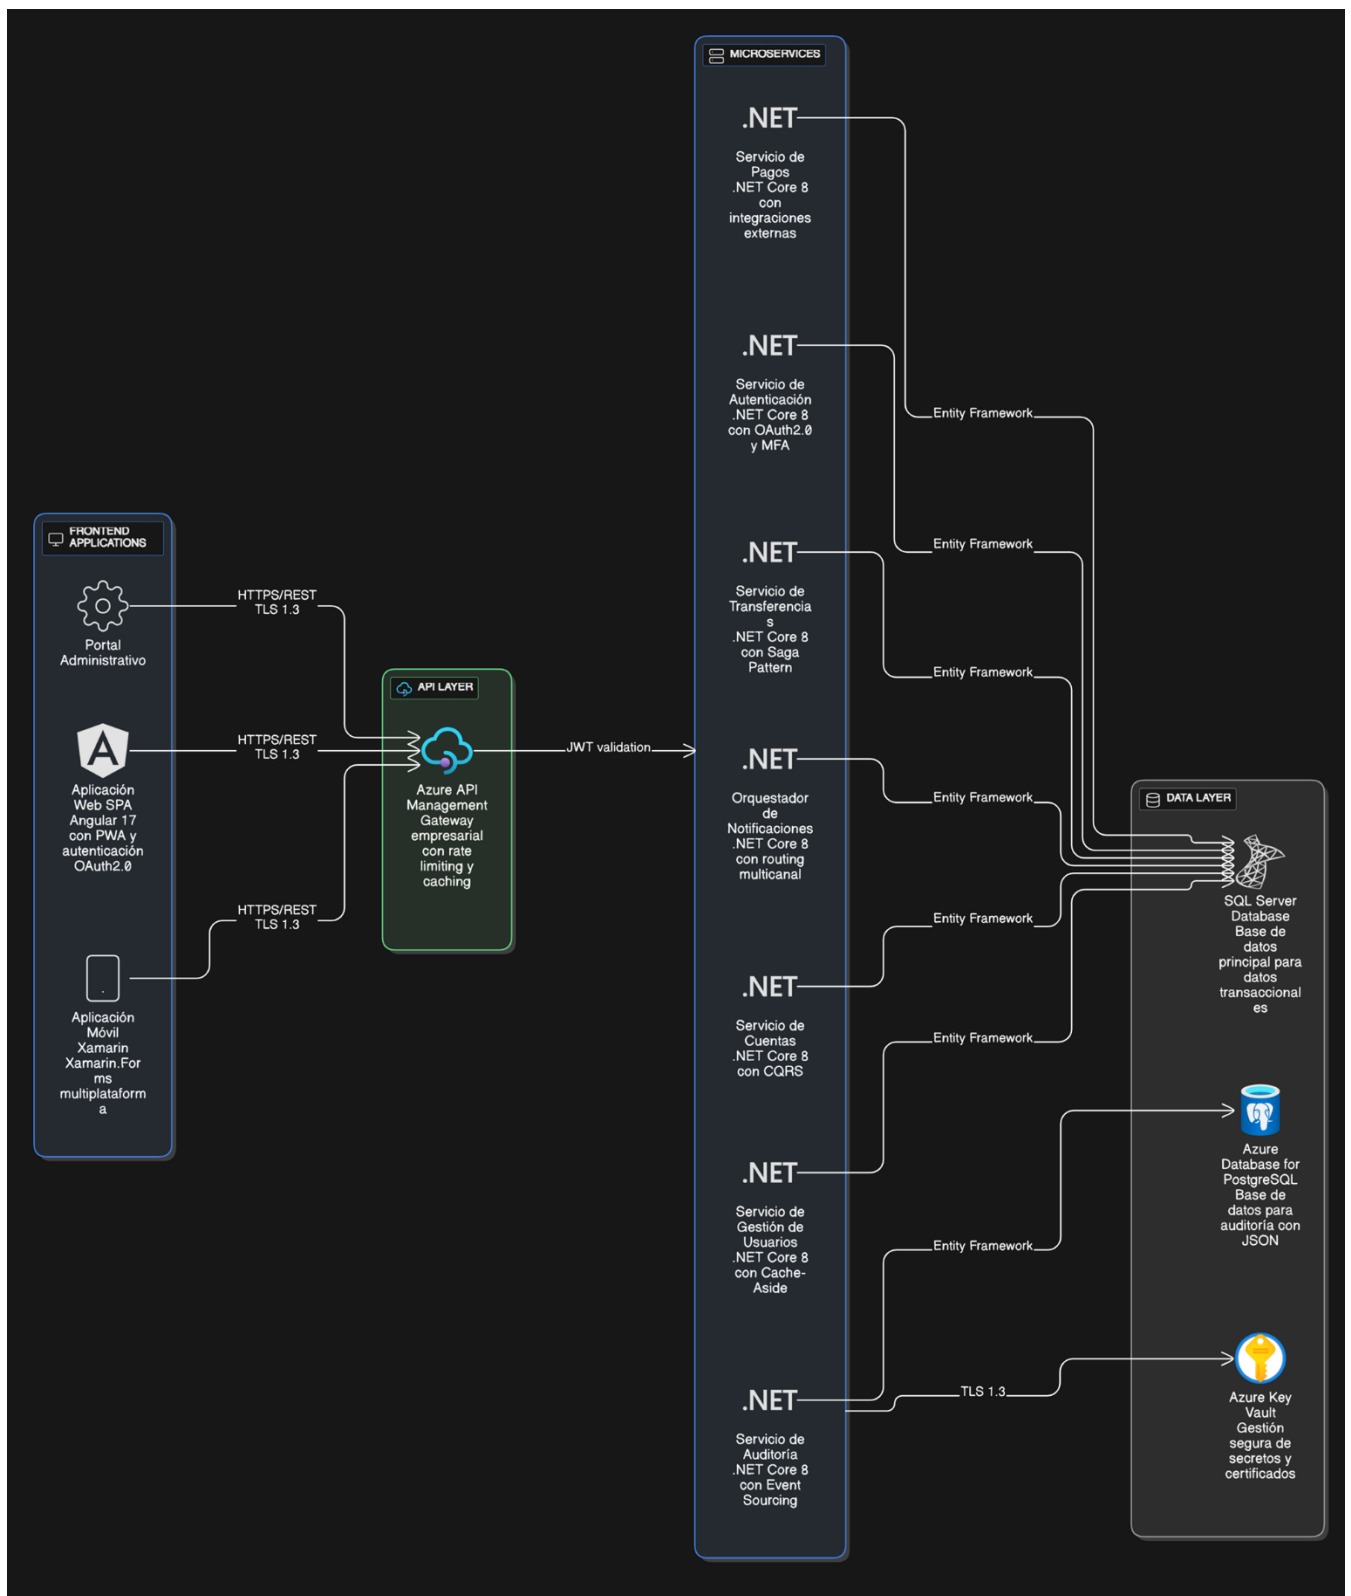 FRONTEND
APPLICATIONS
Portal
Administrativo
Aplicación
Web SPA
Angular 17
con PWA y
autenticación
OAuth2.0
Aplicación
Móvil
Xamarin
Xamarin.For
ms
multiplataform
a
HTTPS/REST
TLS 1.3
HTTPS/REST
TLS 1.3
HTTPS/REST
TLS 1.3
API LAYER
Azure API
Management
Gateway
empresarial
con rate
limiting y
caching
JWT validation
MICROSERVICES
.NET
Servicio de
Pagos
.NET Core 8
con
integraciones
externas
.NET
Servicio de
Autenticación
.NET Core 8
con OAuth2.0
y MFA
.NET
Servicio de
Transferencia
s
.NET Core 8
con Saga
Pattern
.NET
Orquestador
de
Notificaciones
.NET Core 8
con routing
multicanal
.NET
Servicio de
Cuentas
.NET Core 8
con CQRS
.NET
Servicio de
Gestión de
Usuarios
.NET Core 8
con Cache-
Aside
.NET
Servicio de
Auditoría
.NET Core 8
con Event
Sourcing
Entity Framework
Entity Framework
Entity Framework
Entity Framework
Entity Framework
Entity Framework
Entity Framework
TLS 1.3
DATA LAYER
SQL Server
Database
Base de
datos
principal para
datos
transaccional
es
Azure
Database for
PostgreSQL
Base de
datos para
auditoría con
JSON
Azure Key
Vault
Gestión
segura de
secretos y
certificados